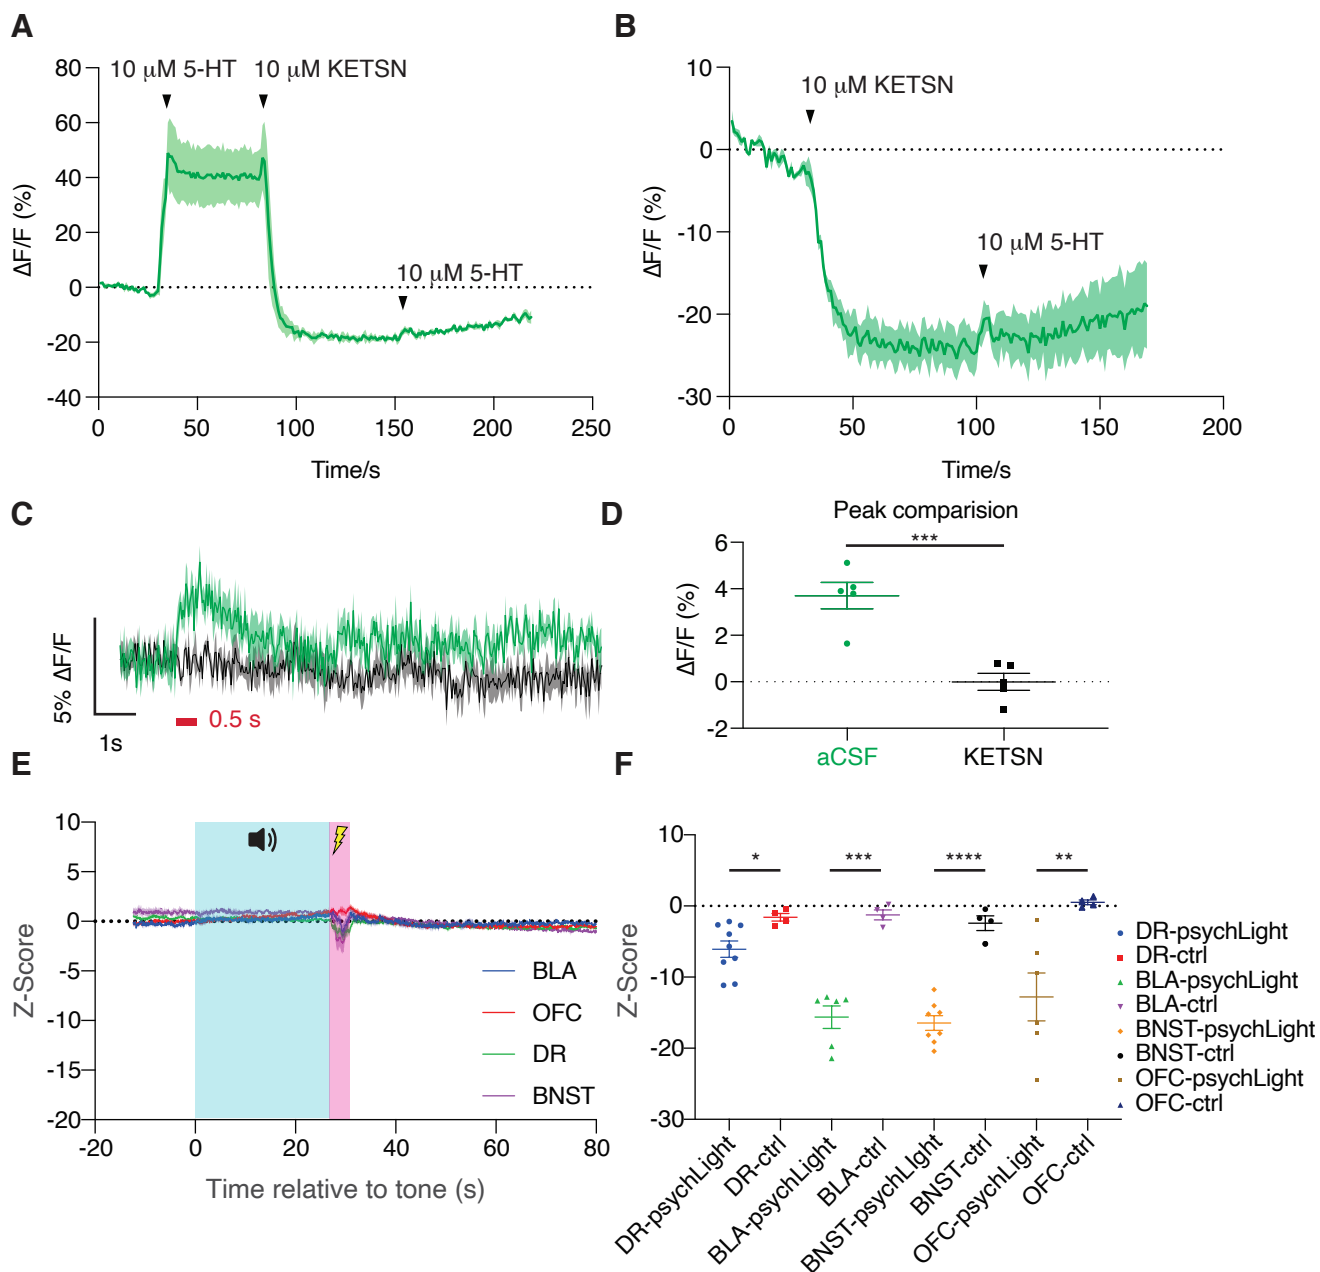 A
80
60
40
20
0
-20
-40
ΔF/F (%)
10 μM 5-HT
10 μM KETSN
10 μM 5-HT
0
50
100
150
200
250
Time/s
B
10
0
-10
-20
-30
ΔF/F (%)
10 μM KETSN
10 μM 5-HT
0
50
100
150
200
Time/s
C
5% ΔF/F
1s
0.5 s
D
Peak comparision
***
6
4
2
0
-2
ΔF/F (%)
aCSF
KETSN
E
10
5
0
-5
-10
-15
-20
Z-Score
BLA
OFC
DR
BNST
-20
0
20
40
60
80
Time relative to tone (s)
F
10
0
-10
-20
-30
Z-Score
*
***
****
**
DR-psychLight
DR-ctrl
BLA-psychLight
BLA-ctrl
BNST-psychLight
BNST-ctrl
OFC-psychLight
OFC-ctrl
DR-psychLight
DR-ctrl
BLA-psychLight
BLA-ctrl
BNST-psychLight
BNST-ctrl
OFC-psychLight
OFC-ctrl